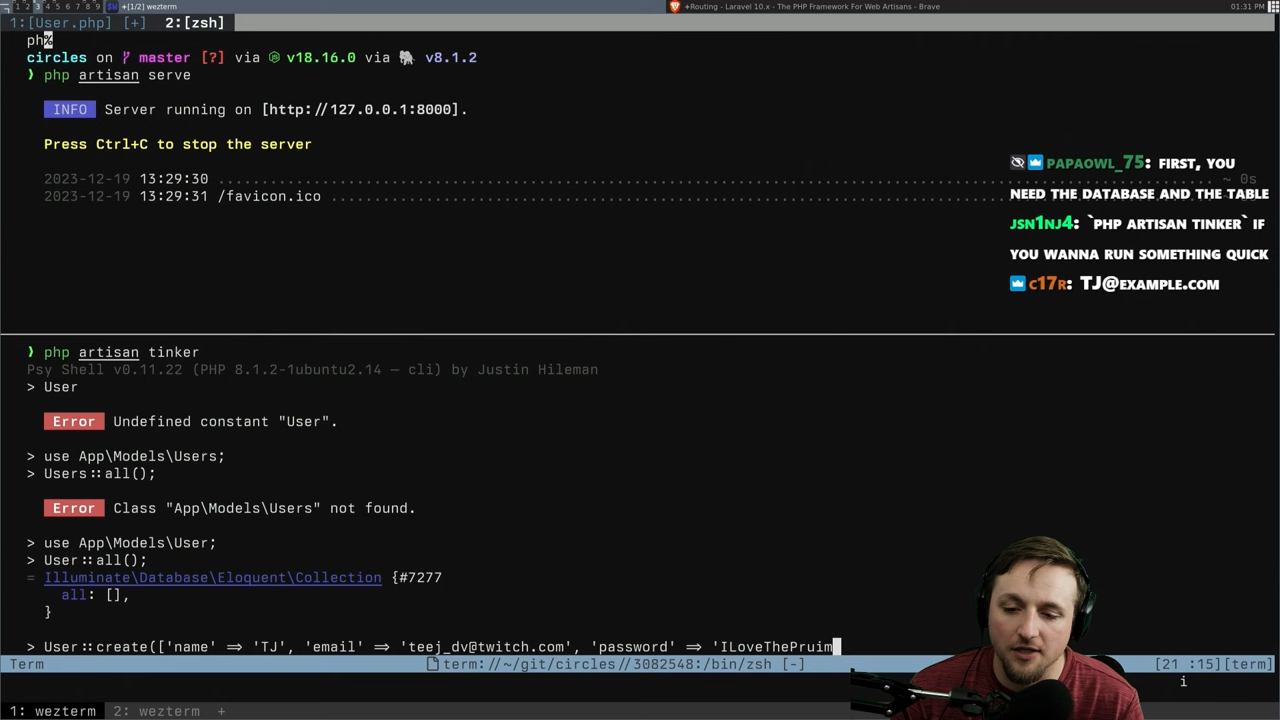 1 2 3 4 5 6 7 8 9 +[1/2] wezterm +Routing - Laravel 10.x - The PHP Framework For Web Artisans - Brave 01:31 PM
1:[User.php] [+] 2:[zsh]
ph%
circles on master [?] via v18.16.0 via v8.1.2
❯ php artisan serve
INFO Server running on [http://127.0.0.1:8000].
Press Ctrl+C to stop the server
2023-12-19 13:29:30 ........................................ ~ 0s
2023-12-19 13:29:31 /favicon.ico ........................................
PAPAOWL_75: FIRST, YOU
NEED THE DATABASE AND THE TABLE
JSN1NJ4: `PHP ARTISAN TINKER` IF
YOU WANNA RUN SOMETHING QUICK
C17R: TJ@EXAMPLE.COM
❯ php artisan tinker
Psy Shell v0.11.22 (PHP 8.1.2-1ubuntu2.14 — cli) by Justin Hileman
> User
Error Undefined constant "User".
> use App\Models\Users;
> Users::all();
Error Class "App\Models\Users" not found.
> use App\Models\User;
> User::all();
= Illuminate\Database\Eloquent\Collection {#7277
all: [],
}
> User::create(['name' => 'TJ', 'email' => 'teej_dv@twitch.com', 'password' => 'ILoveThePruim
Term term://~/git/circles//3082548:/bin/zsh [-] [21 :15][term]
i
1: wezterm 2: wezterm +